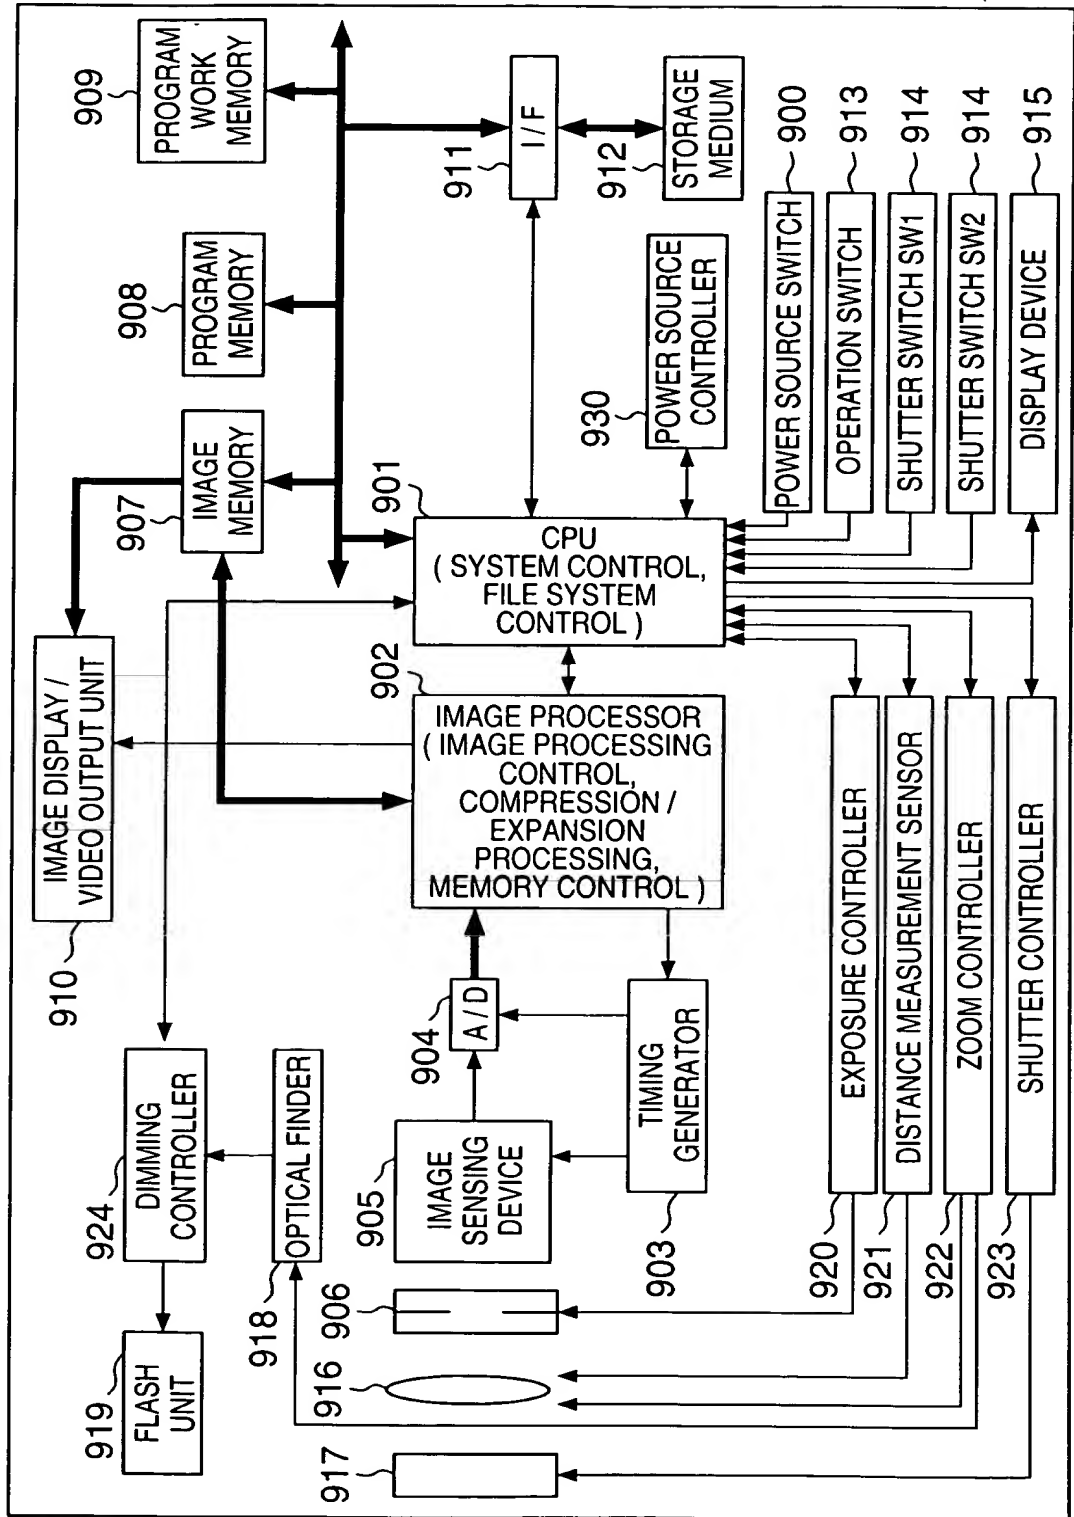 919
FLASH
UNIT
924
DIMMING
CONTROLLER
918
OPTICAL FINDER
910
IMAGE DISPLAY /
VIDEO OUTPUT UNIT
907
IMAGE
MEMORY
908
PROGRAM
MEMORY
909
PROGRAM
WORK
MEMORY
917
916
906
905
IMAGE
SENSING
DEVICE
904
A / D
903
TIMING
GENERATOR
902
IMAGE PROCESSOR
( IMAGE PROCESSING
CONTROL,
COMPRESSION /
EXPANSION
PROCESSING,
MEMORY CONTROL )
901
CPU
( SYSTEM CONTROL,
FILE SYSTEM
CONTROL )
911
I / F
912
STORAGE
MEDIUM
930
POWER SOURCE
CONTROLLER
920
EXPOSURE CONTROLLER
921
DISTANCE MEASUREMENT SENSOR
922
ZOOM CONTROLLER
923
SHUTTER CONTROLLER
POWER SOURCE SWITCH
900
OPERATION SWITCH
913
SHUTTER SWITCH SW1
914
SHUTTER SWITCH SW2
914
DISPLAY DEVICE
915